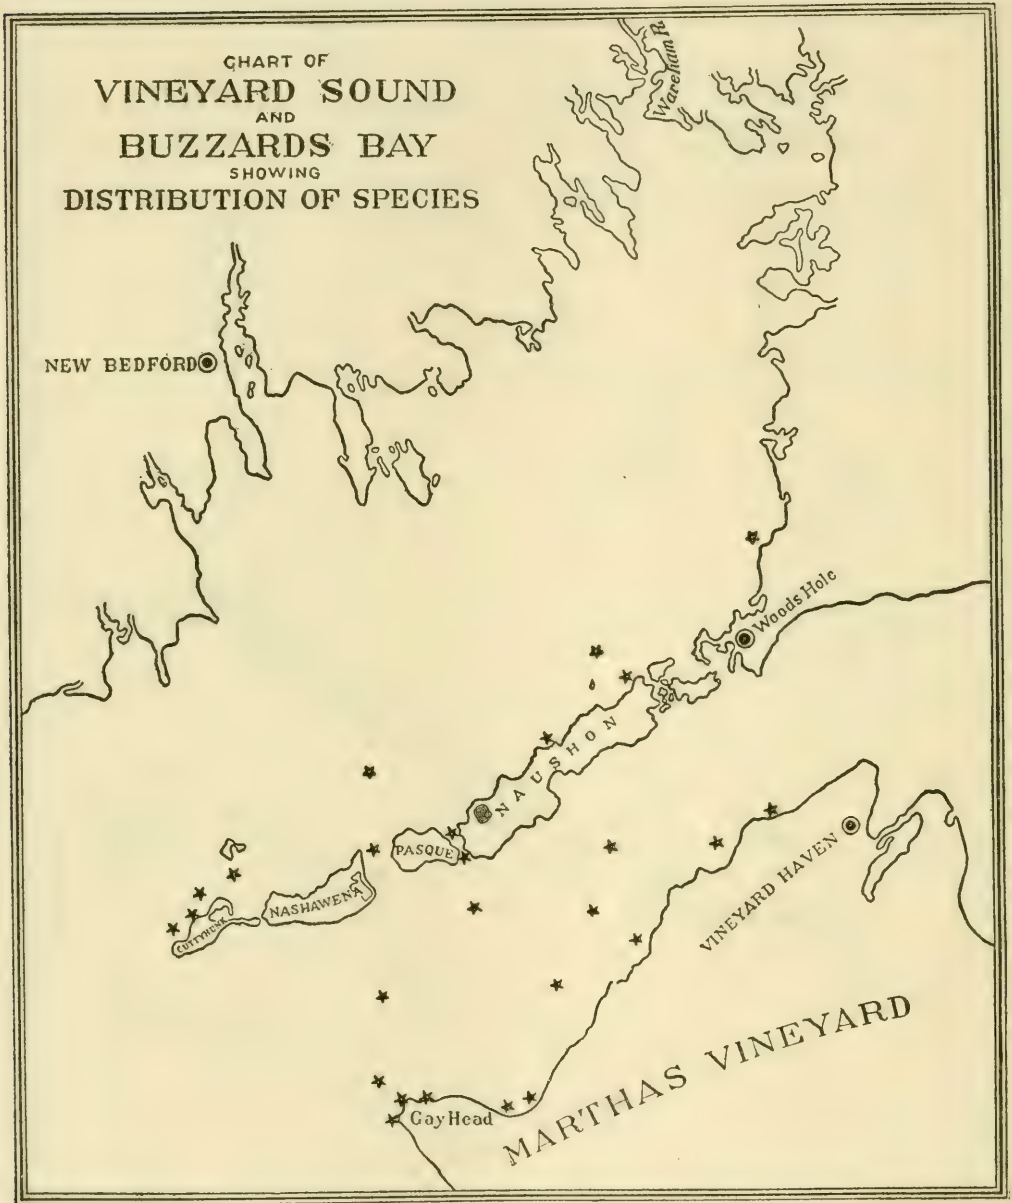 CHART OF
VINEYARD SOUND
AND
BUZZARDS BAY
SHOWING
DISTRIBUTION OF SPECIES
Wareham R.
NEW BEDFORD
Woods Hole
NAUSHON
PASQUE
NASHAWENA
CUTTYHUNK
VINEYARD HAVEN
MARTHAS VINEYARD
Gay Head